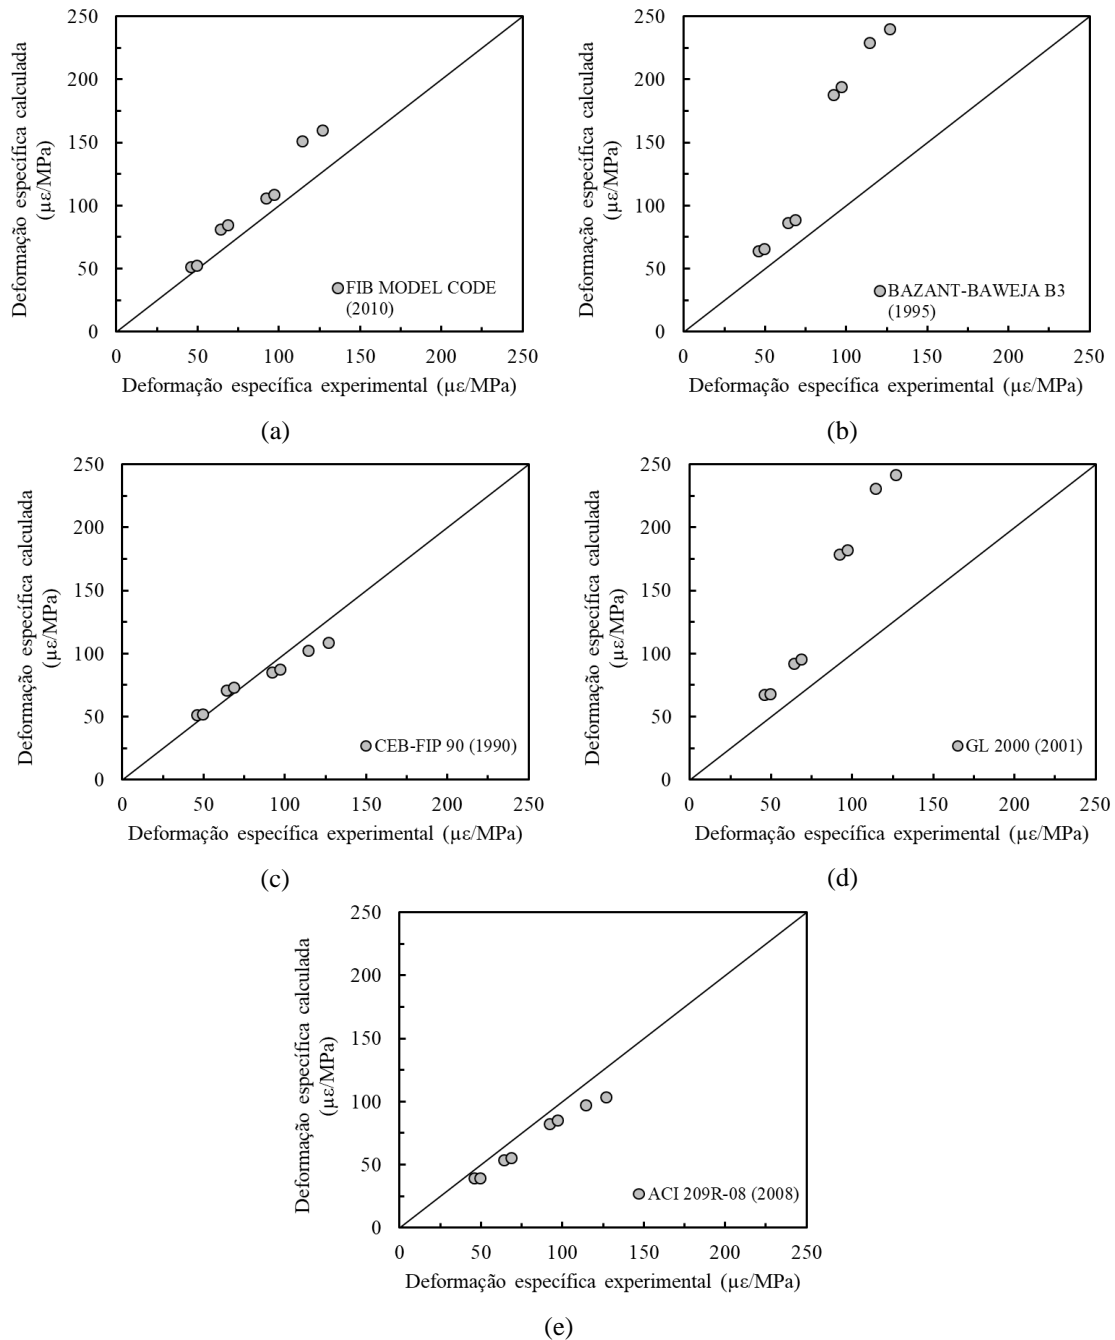 Deformação específica calculada
(µε/MPa)
250
200
150
100
50
0
FIB MODEL CODE
(2010)
0 50 100 150 200 250
Deformação específica experimental (µε/MPa)
(a)
Deformação específica calculada
(µε/MPa)
250
200
150
100
50
0
BAZANT-BAWEJA B3
(1995)
0 50 100 150 200 250
Deformação específica experimental (µε/MPa)
(b)
Deformação específica calculada
(µε/MPa)
250
200
150
100
50
0
CEB-FIP 90 (1990)
0 50 100 150 200 250
Deformação específica experimental (µε/MPa)
(c)
Deformação específica calculada
(µε/MPa)
250
200
150
100
50
0
GL 2000 (2001)
0 50 100 150 200 250
Deformação específica experimental (µε/MPa)
(d)
Deformação específica calculada
(µε/MPa)
250
200
150
100
50
0
ACI 209R-08 (2008)
0 50 100 150 200 250
Deformação específica experimental (µε/MPa)
(e)